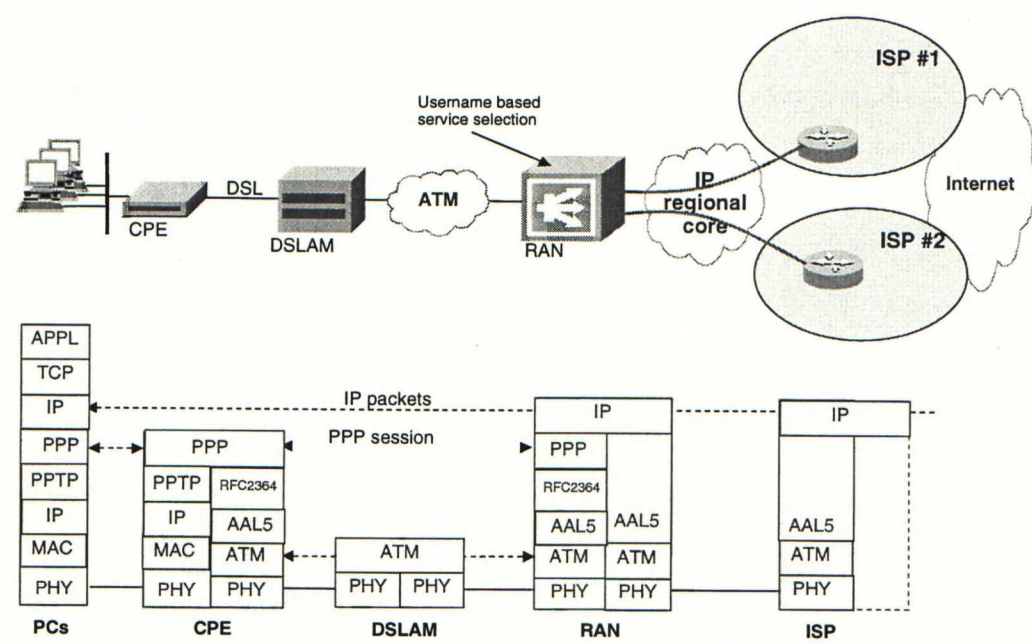 ISP #1
Username based
service selection
DSL
ATM
IP
regional
core
Internet
CPE
DSLAM
RAN
ISP #2
APPL
TCP
IP
IP packets
IP
IP
PPP
PPP
PPP session
PPP
PPTP
PPTP
RFC2364
RFC2364
IP
IP
AAL5
AAL5
AAL5
AAL5
MAC
MAC
ATM
ATM
ATM
ATM
ATM
PHY
PHY
PHY
PHY
PHY
PHY
PHY
PHY
PCs
CPE
DSLAM
RAN
ISP